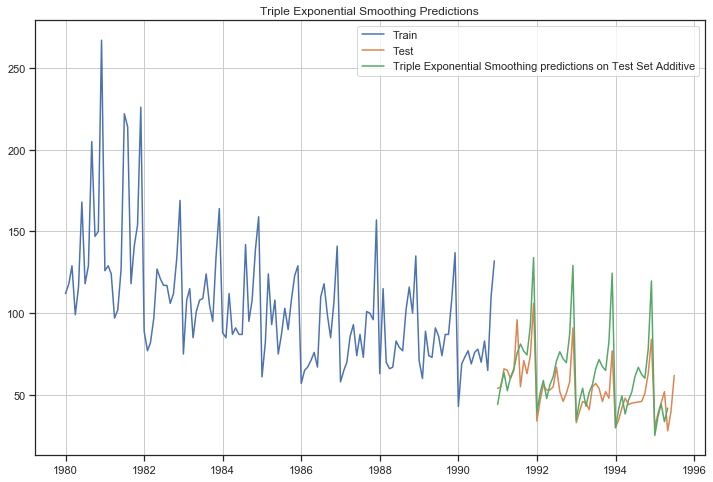 Triple Exponential Smoothing Predictions
Train
Test
Triple Exponential Smoothing predictions on Test Set Additive
250
200
150
100
50
1980 1982 1984 1986 1988 1990 1992 1994 1996